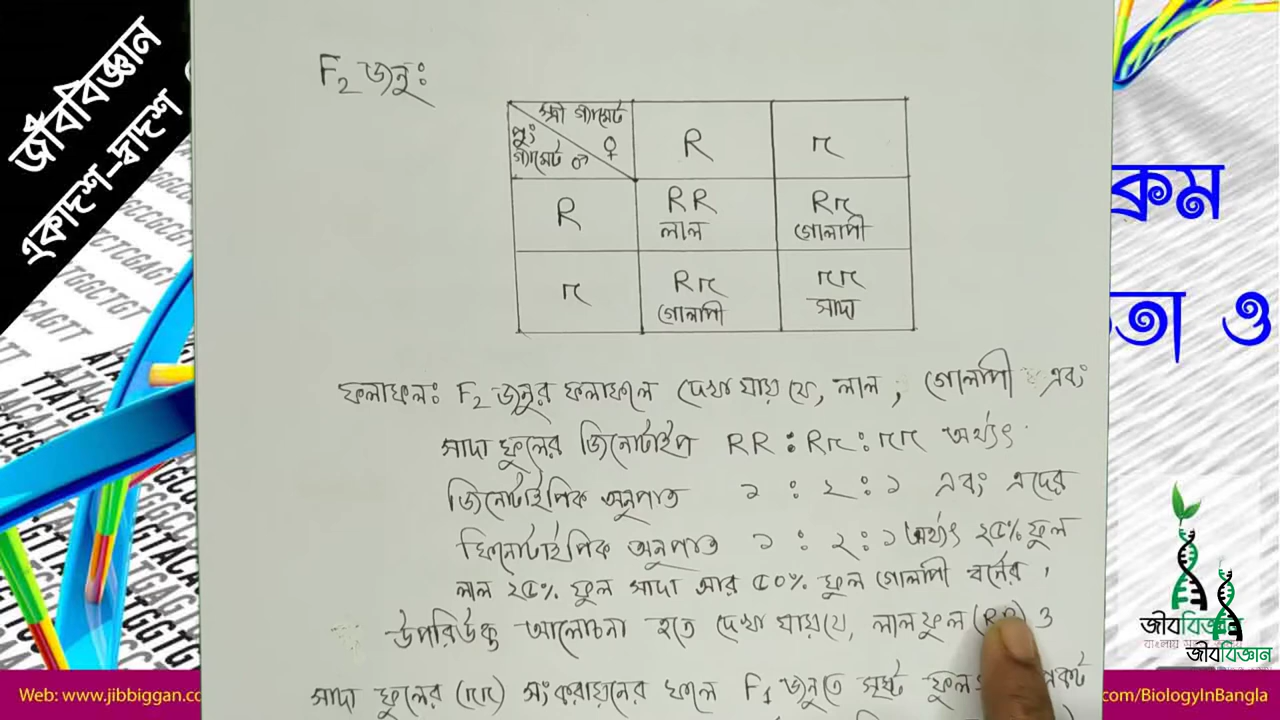 জীববিজ্ঞান
একাদশ-দ্বাদশ
F₂ জনুঃ
স্ত্রী গ্যামেট ♀
পুং গ্যামেট ♂
R r
R RR Rr
লাল গোলাপী
r Rr rr
গোলাপী সাদা
ফলাফলঃ F₂ জনুর ফলাফলে দেখা যায় যে, লাল, গোলাপী এবং
সাদা ফুলের জিনোটাইপ RR : Rr : rr অর্থাৎ
জিনোটাইপিক অনুপাত ১ : ২ : ১ এবং এদের
ফিনোটাইপিক অনুপাত ১ : ২ : ১ অর্থাৎ ২৫% ফুল
লাল ২৫% ফুল সাদা আর ৫০% ফুল গোলাপী বর্নের।
উপরিউক্ত আলোচনা হতে দেখা যায় যে, লাল ফুল (RR) ও
সাদা ফুলের (rr) সংকরায়নের ফলে F₁ জনুতে সৃষ্ট
ক্রম
তা ও
জীববিজ্ঞান
জীববিজ্ঞান
Web: www.jibbiggan.co
com/BiologyInBangla